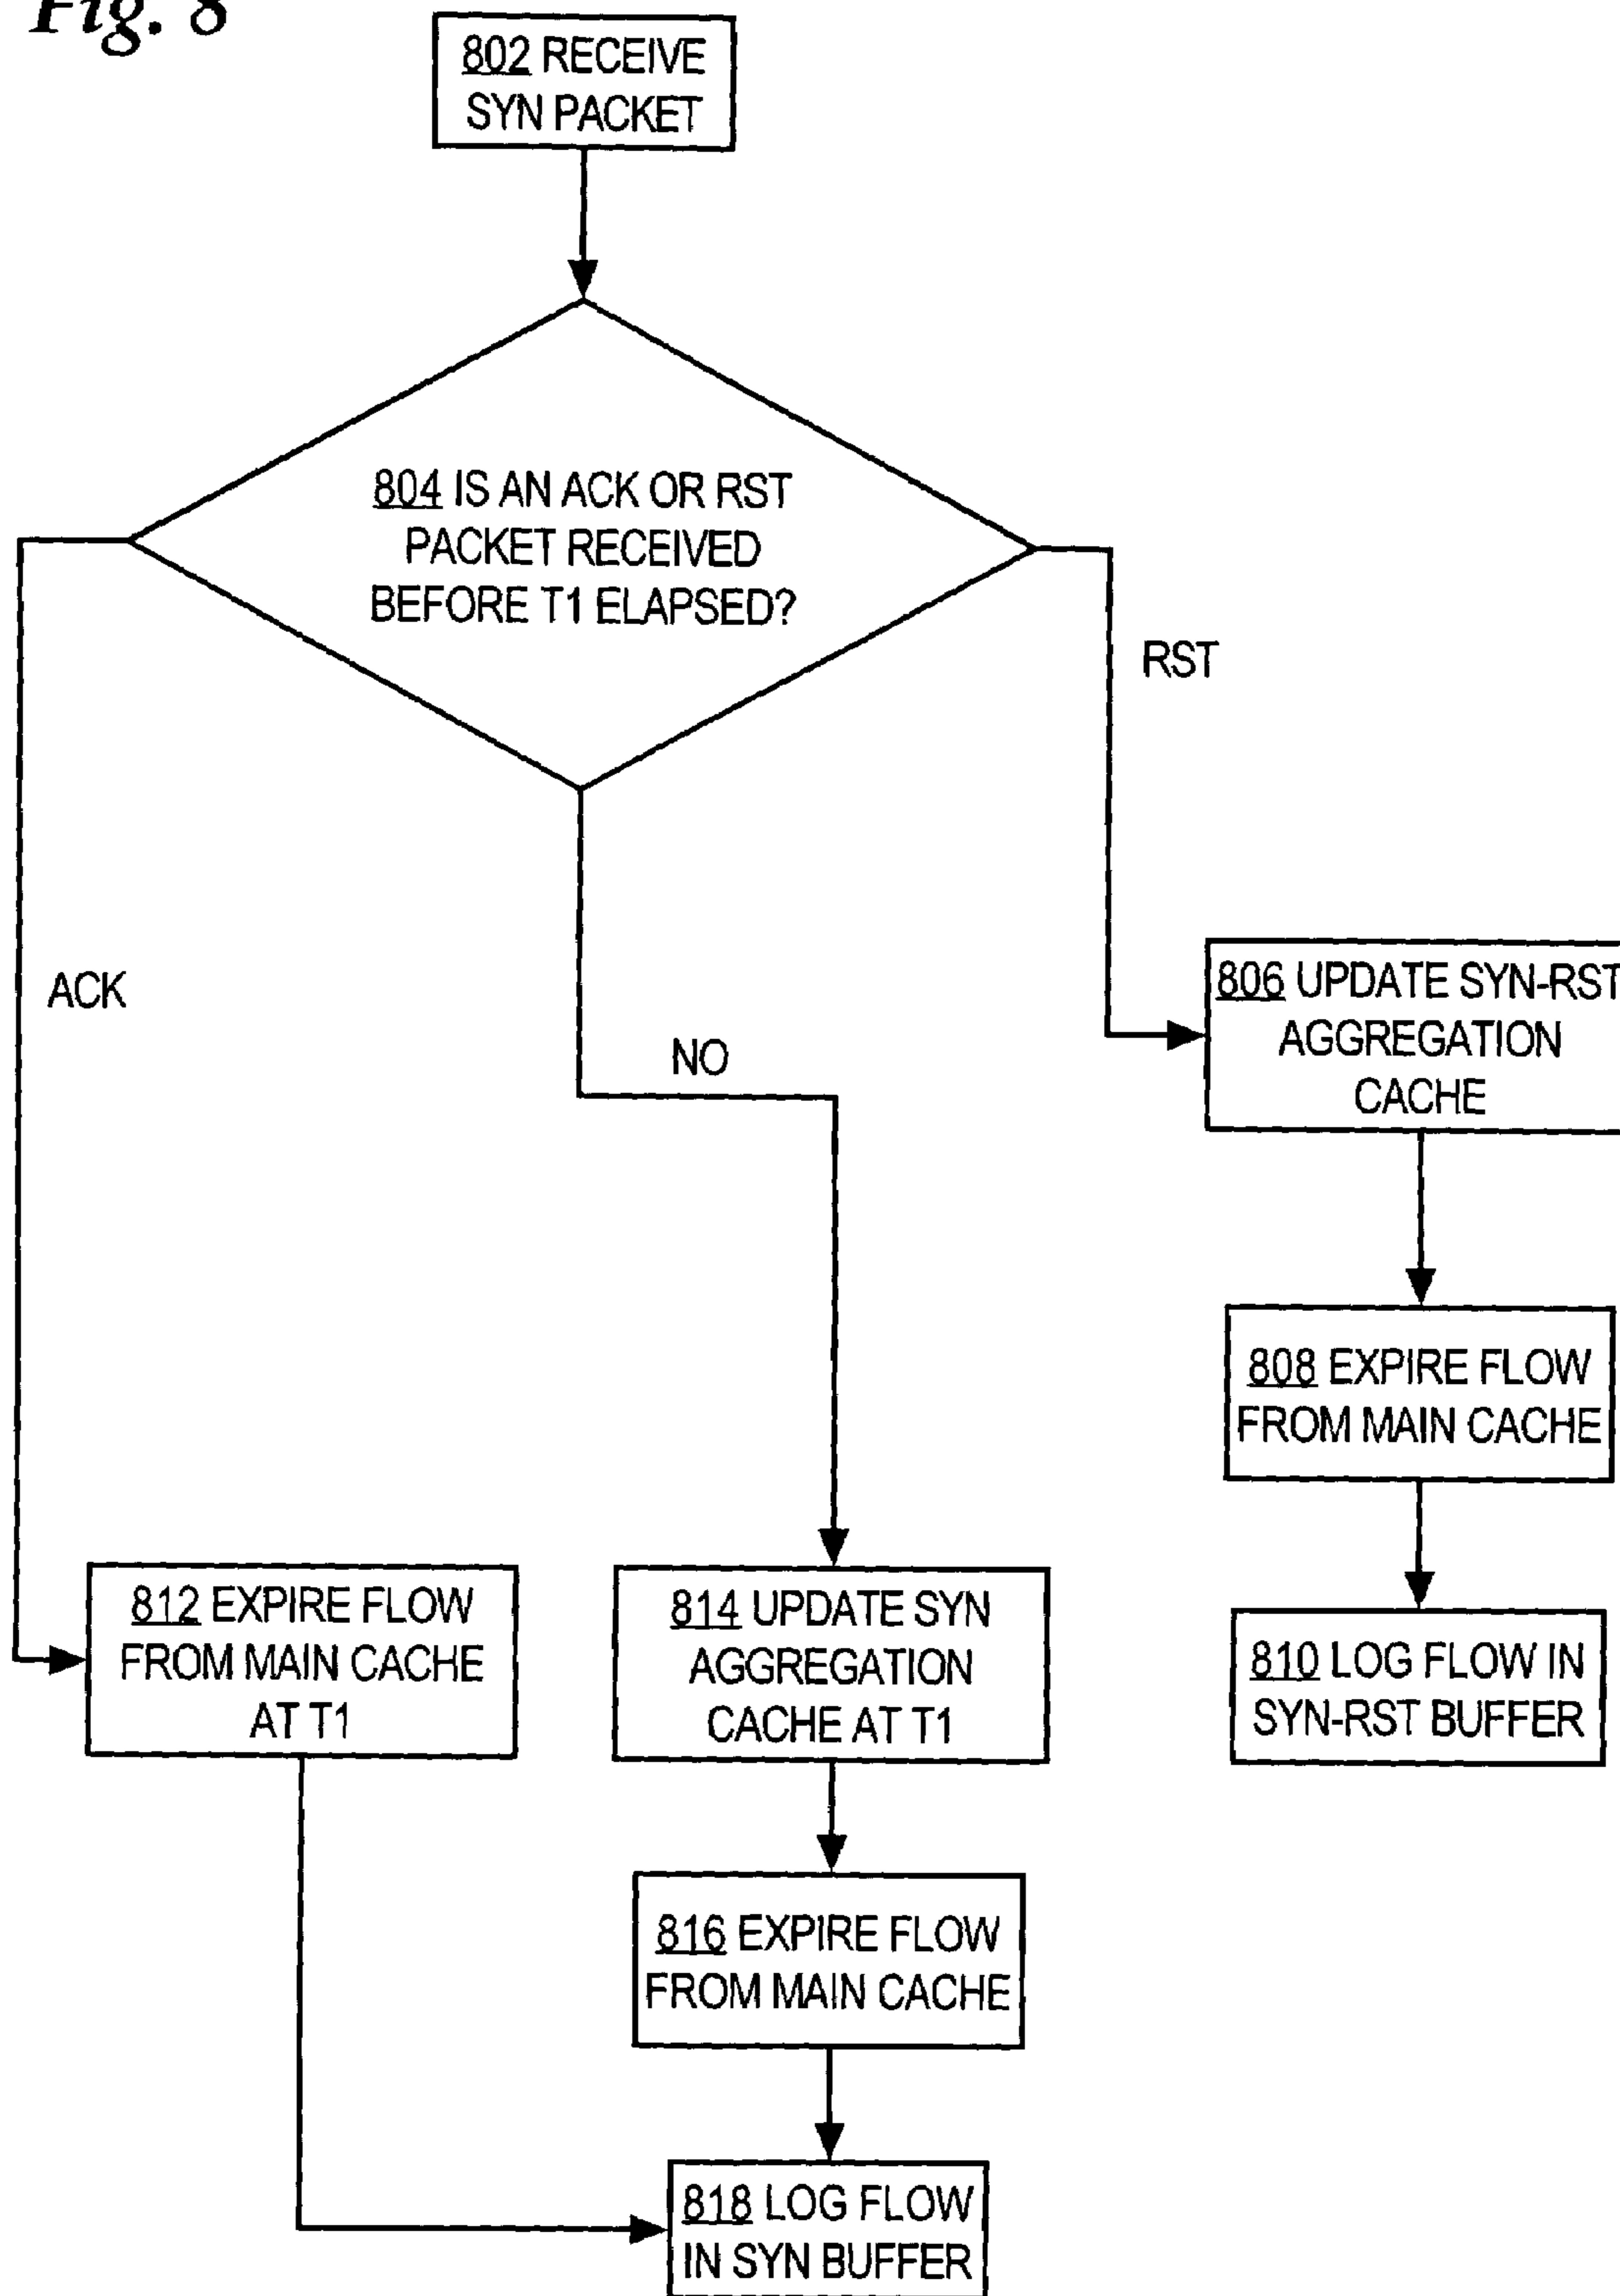 Fig. 8
802 RECEIVE
SYN PACKET
804 IS AN ACK OR RST
PACKET RECEIVED
BEFORE T1 ELAPSED?
RST
ACK
NO
806 UPDATE SYN-RST
AGGREGATION
CACHE
808 EXPIRE FLOW
FROM MAIN CACHE
810 LOG FLOW IN
SYN-RST BUFFER
812 EXPIRE FLOW
FROM MAIN CACHE
AT T1
814 UPDATE SYN
AGGREGATION
CACHE AT T1
816 EXPIRE FLOW
FROM MAIN CACHE
818 LOG FLOW
IN SYN BUFFER